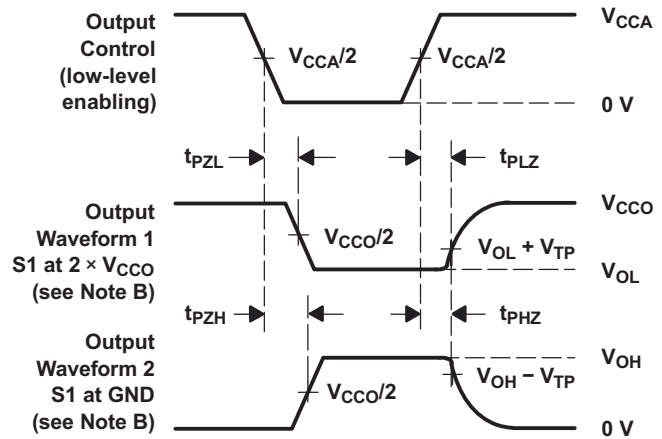 Output
Control
(low-level
enabling)
VCCA/2
VCCA/2
VCCA
0 V
tPZL
tPLZ
Output
Waveform 1
S1 at 2 × VCCO
(see Note B)
VCCO/2
VCCO
VOL + VTP
VOL
tPZH
tPHZ
Output
Waveform 2
S1 at GND
(see Note B)
VCCO/2
VOH
VOH − VTP
0 V